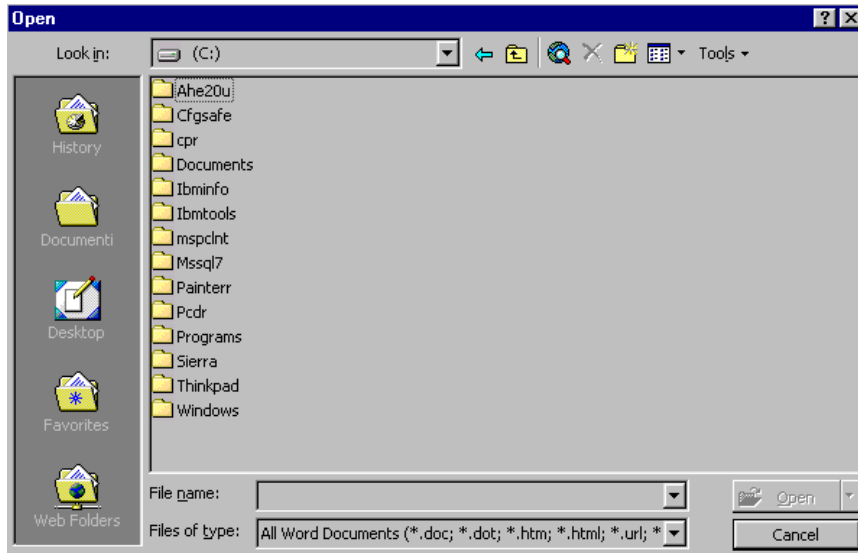 Open
Look in: (C:) Tools
History
Documenti
Desktop
Favorites
Web Folders
Ahe20u
Cfgsafe
cpr
Documents
Ibminfo
Ibmtools
mspclnt
Mssql7
Painterr
Pcdr
Programs
Sierra
Thinkpad
Windows
File name: Open
Files of type: All Word Documents (*.doc; *.dot; *.htm; *.html; *.url; * Cancel